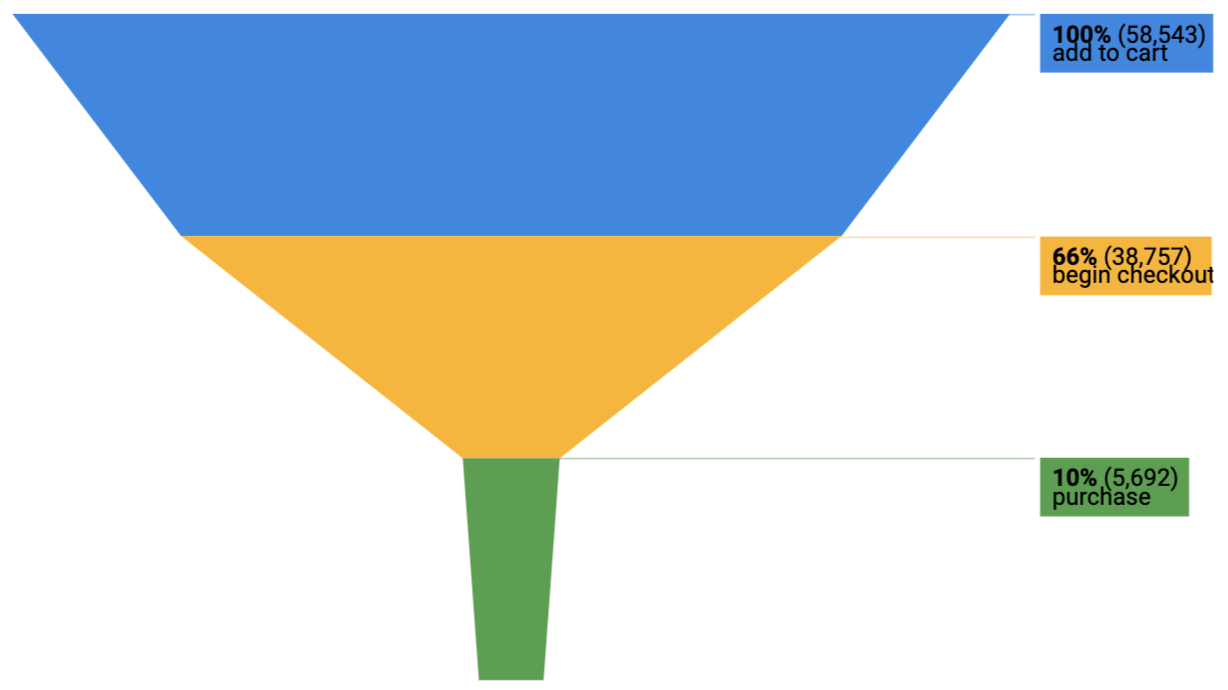 100% (58,543)
add to cart
66% (38,757)
begin checkout
10% (5,692)
purchase